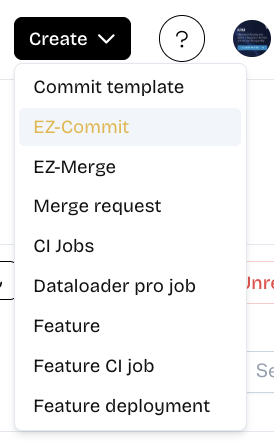 Create
?
Commit template
EZ-Commit
EZ-Merge
Merge request
CI Jobs
Dataloader pro job
Feature
Feature CI job
Feature deployment